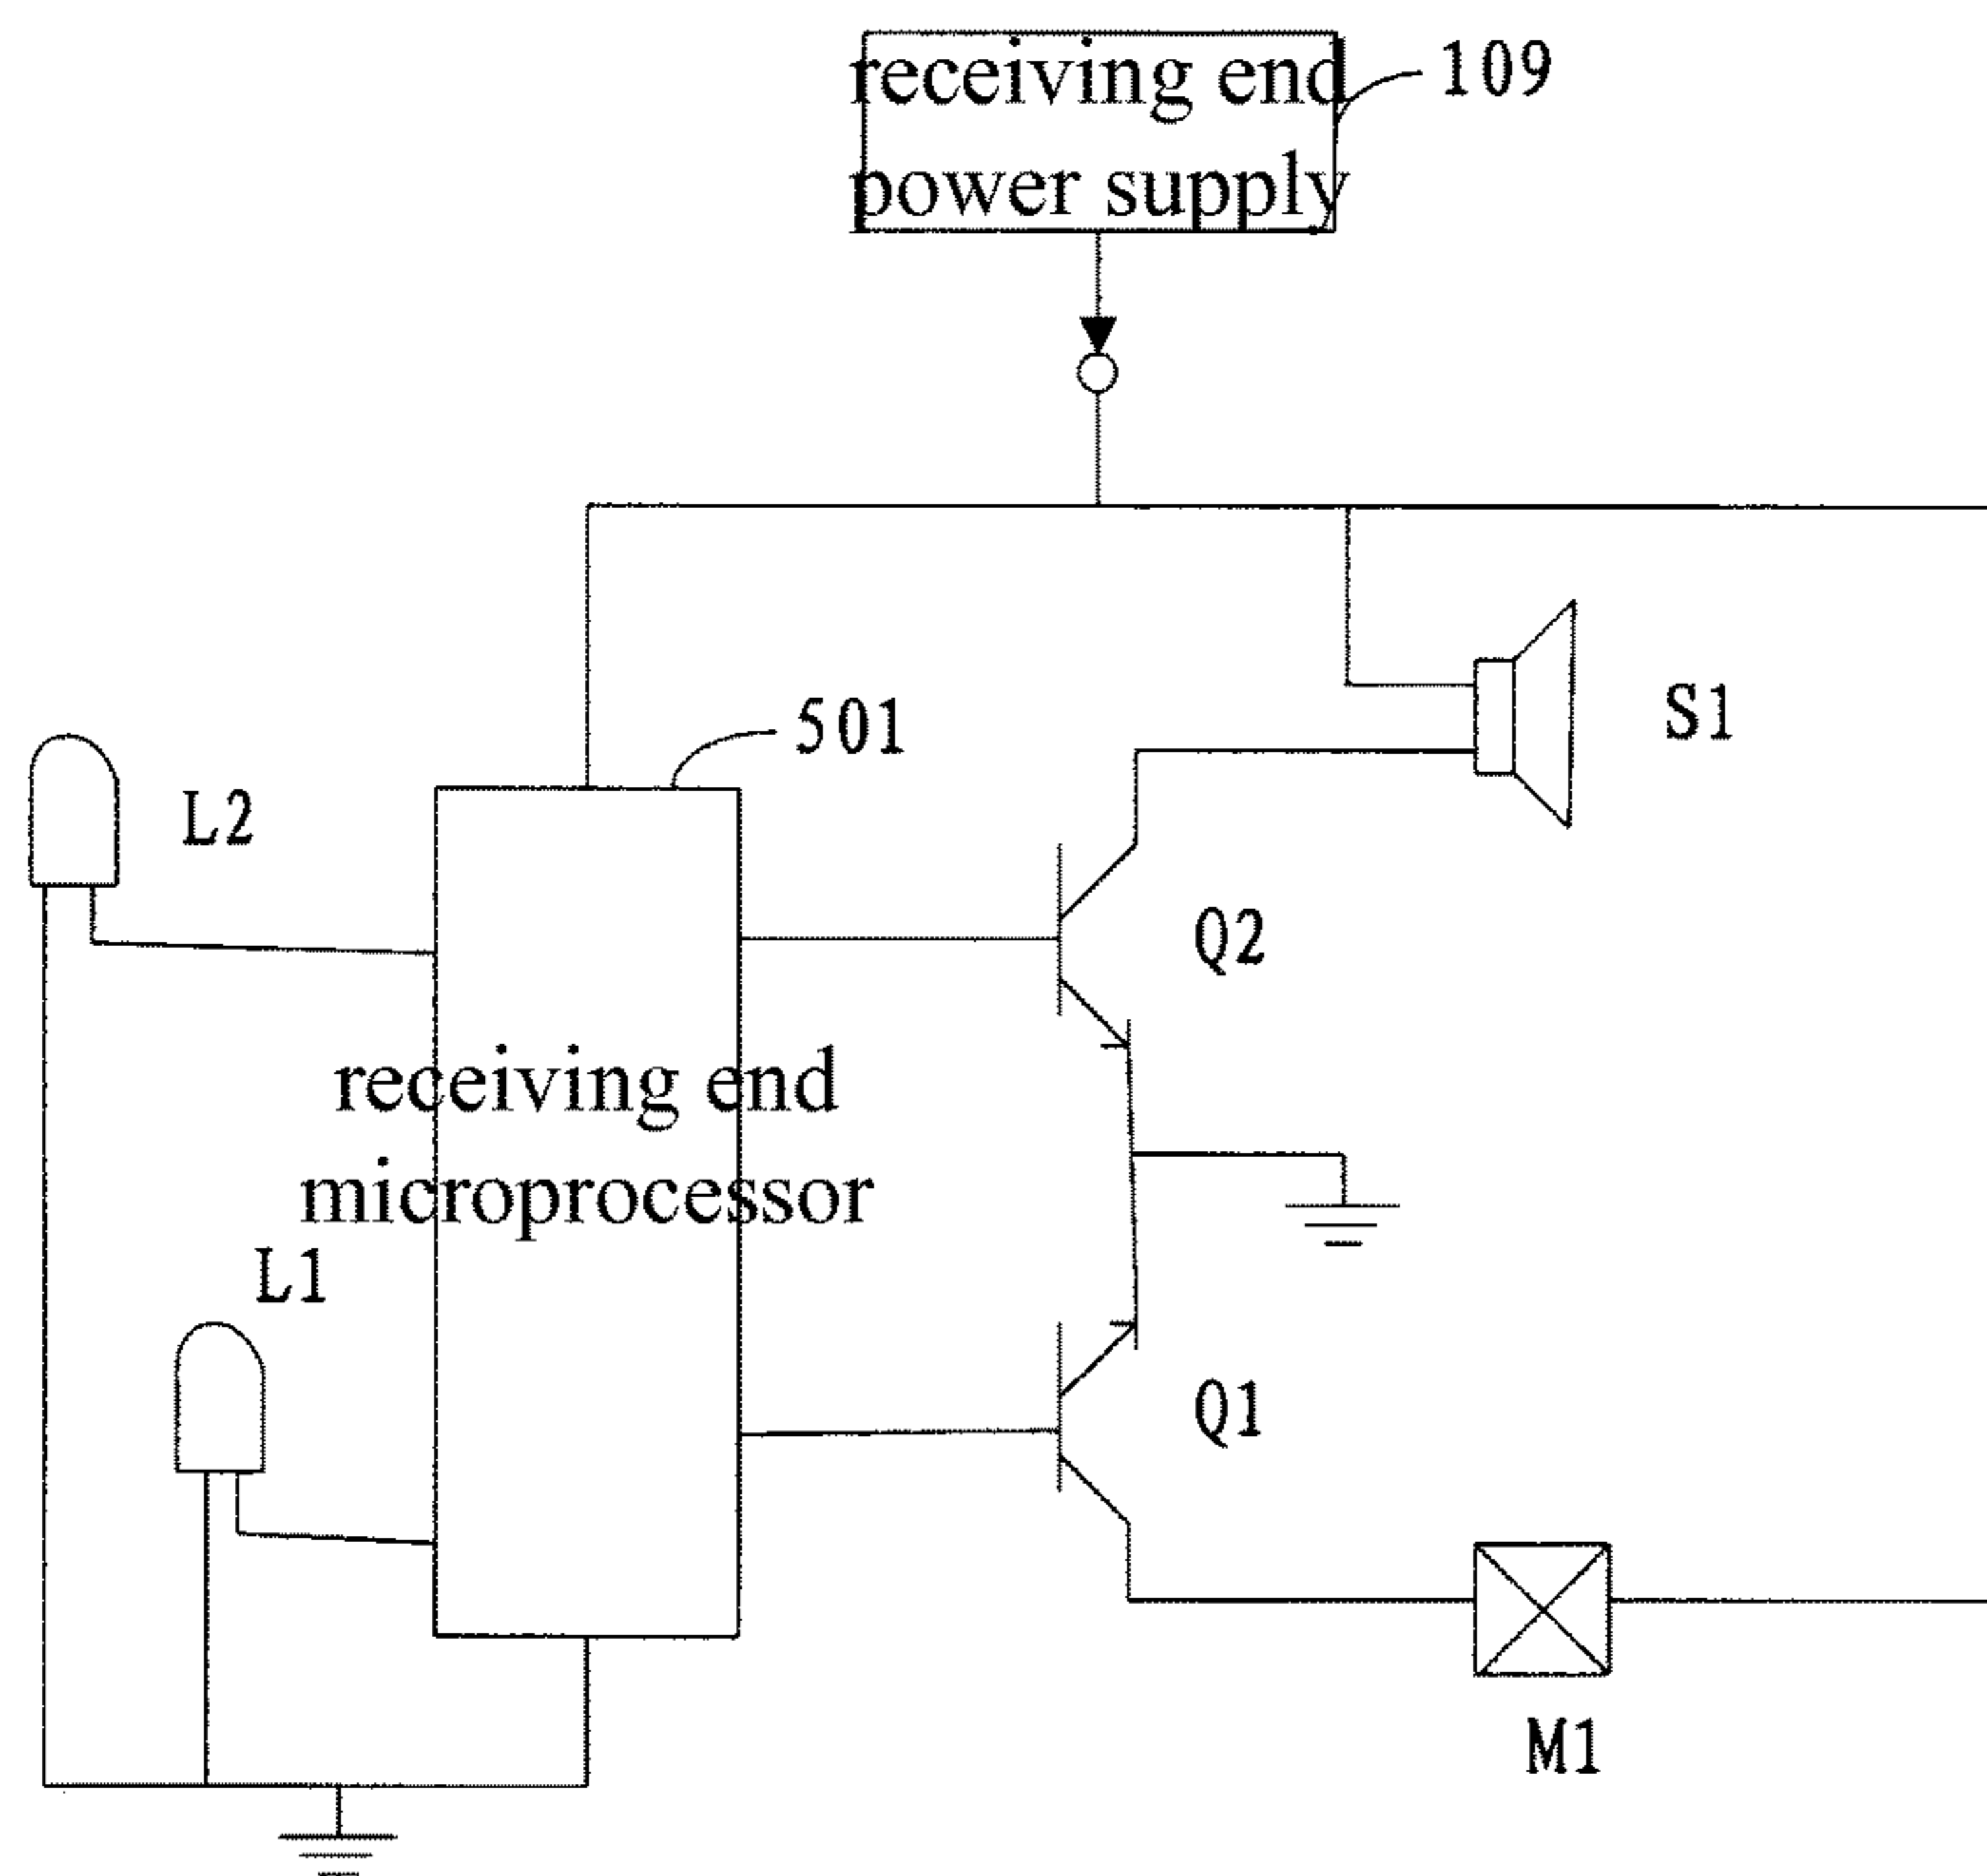 receiving end
power supply
109
501
S1
L2
Q2
receiving end
microprocessor
L1
Q1
M1